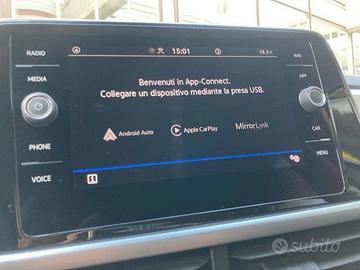 RADIO
MEDIA
PHONE
VOICE
15:01
18.5°C
Benvenuti in App-Connect.
Collegare un dispositivo mediante la presa USB.
Android Auto
Apple CarPlay
MirrorLink
NAV
APP
CAR
MENU
subito